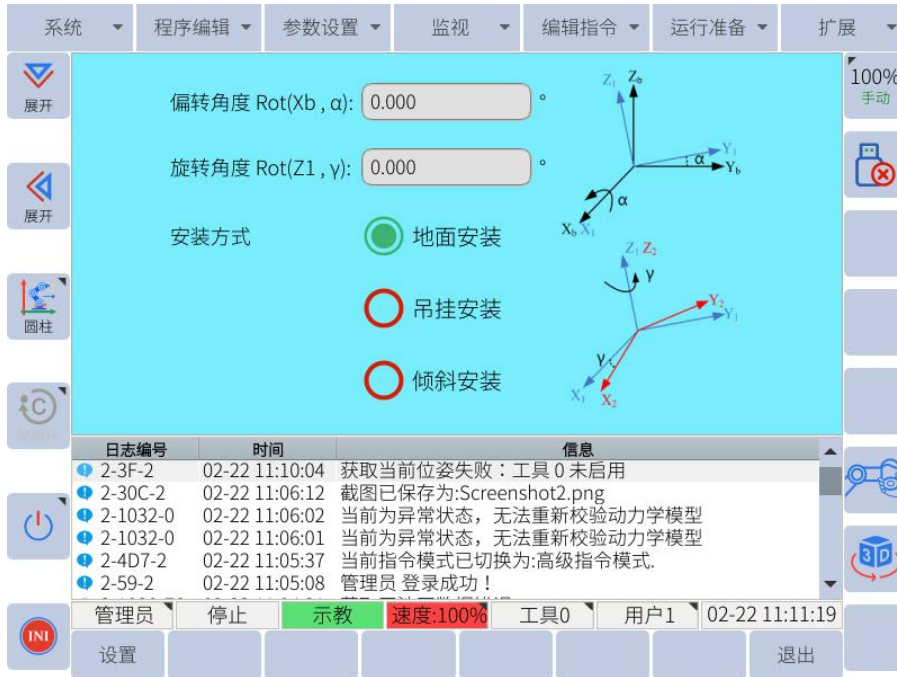 系统 程序编辑 参数设置 监视 编辑指令 运行准备 扩展
展开
100%
手动
偏转角度 Rot(Xb , α): 0.000 °
Z₁ Z_b
Y₁
α
Y_b
旋转角度 Rot(Z1 , γ): 0.000 °
展开
α
X_b X₁
安装方式 地面安装
Z₁ Z₂
γ
圆柱
吊挂安装
Y₂
Y₁
γ
倾斜安装
X₁ X₂
日志编号 时间 信息
2-3F-2 02-22 11:10:04 获取当前位姿失败：工具 0 未启用
2-30C-2 02-22 11:06:12 截图已保存为:Screenshot2.png
2-1032-0 02-22 11:06:02 当前为异常状态，无法重新校验动力学模型
2-1032-0 02-22 11:06:01 当前为异常状态，无法重新校验动力学模型
2-4D7-2 02-22 11:05:37 当前指令模式已切换为:高级指令模式.
2-59-2 02-22 11:05:08 管理员 登录成功！
3D
管理员 停止 示教 速度:100% 工具0 用户1 02-22 11:11:19
INI
设置 退出